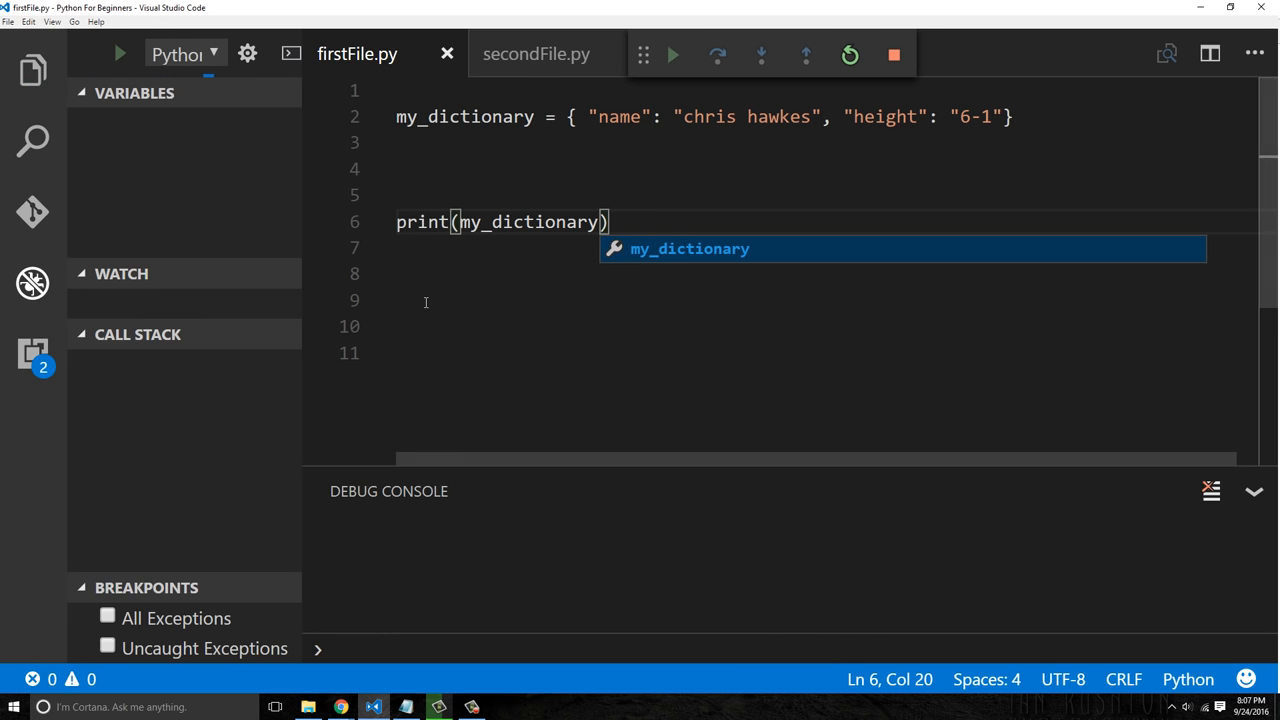 firstFile.py - Python For Beginners - Visual Studio Code
File Edit View Go Help
Python
firstFile.py
secondFile.py
VARIABLES
WATCH
CALL STACK
BREAKPOINTS
All Exceptions
Uncaught Exceptions
1
2 my_dictionary = { "name": "chris hawkes", "height": "6-1"}
3
4
5
6 print(my_dictionary)
my_dictionary
7
8
9
10
11
DEBUG CONSOLE
2
0 0
Ln 6, Col 20 Spaces: 4 UTF-8 CRLF Python
I'm Cortana. Ask me anything.
8:07 PM
9/24/2016